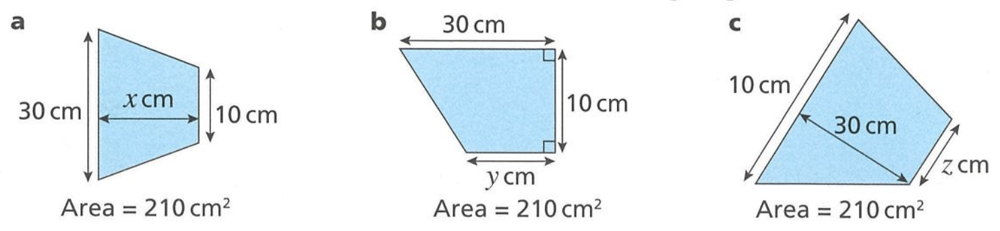 a
30 cm
x cm
10 cm
Area = 210 cm²
b
30 cm
10 cm
y cm
Area = 210 cm²
c
10 cm
30 cm
z cm
Area = 210 cm²